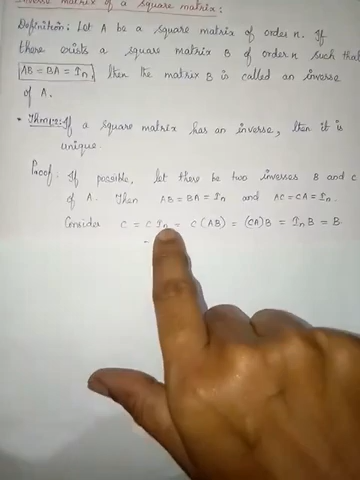 Inverse matrix of a square matrix:
Definition: Let A be a square matrix of order n. If
there exists a square matrix B of order n such that
AB = BA = In, then the matrix B is called an inverse
of A.
If a square matrix has an inverse, then it is
unique.
Proof. If possible, let there be two inverses B and C
of A. Then AB = BA = In and AC = CA = In.
Consider C = C In = C(AB) = (CA)B = In B = B.